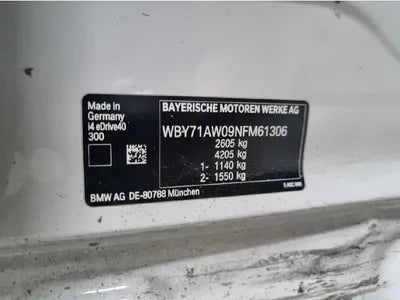 Made in
Germany
i4 eDrive40
300
BAYERISCHE MOTOREN WERKE AG
WBY71AW09NFM61306
2605 kg
4205 kg
1- 1140 kg
2- 1550 kg
BMW AG DE-80788 München